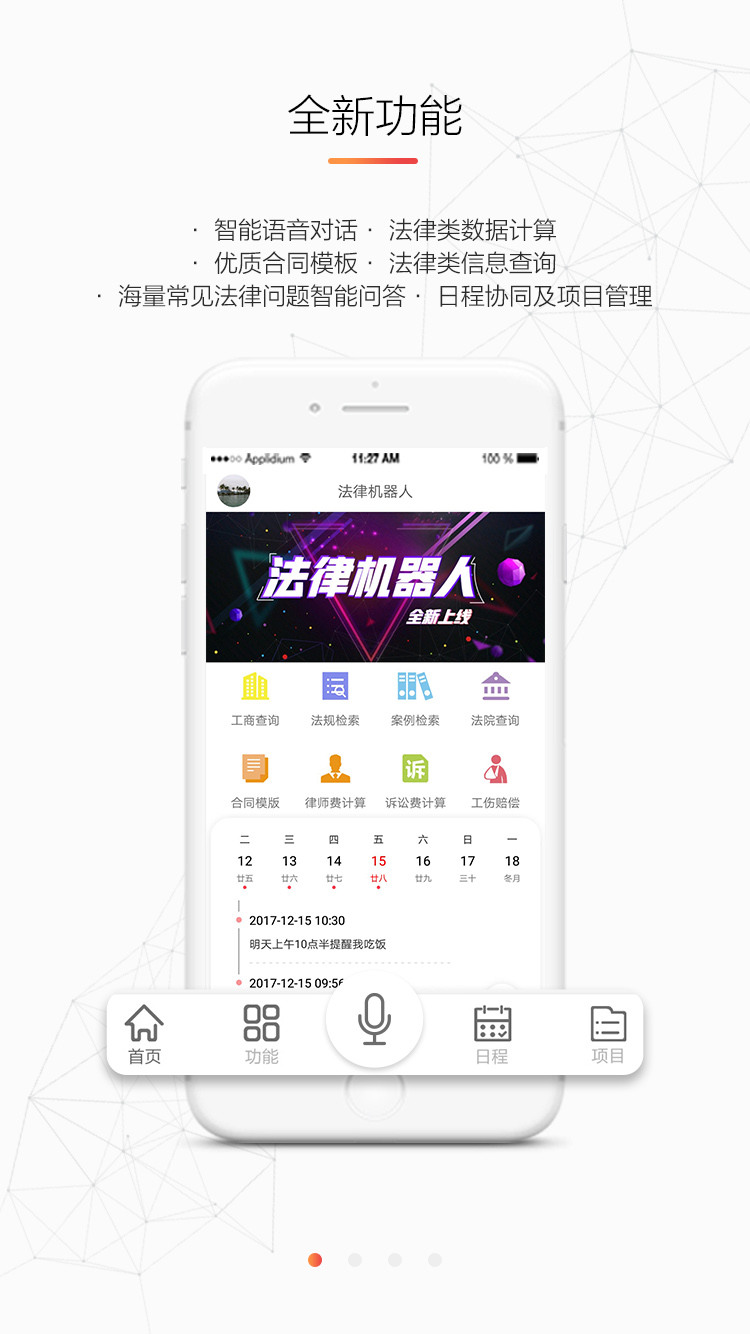 全新功能
· 智能语音对话 · 法律类数据计算
· 优质合同模板 · 法律类信息查询
· 海量常见法律问题智能问答 · 日程协同及项目管理
Applidium 11:27 AM 100 %
法律机器人
法律机器人
全新上线
工商查询 法规检索 案例检索 法院查询
诉
合同模版 律师费计算 诉讼费计算 工伤赔偿
二 三 四 五 六 日 一
12 13 14 15 16 17 18
廿五 廿六 廿七 廿八 廿九 三十 冬月
2017-12-15 10:30
明天上午10点半提醒我吃饭
2017-12-15 09:56
首页 功能 日程 项目